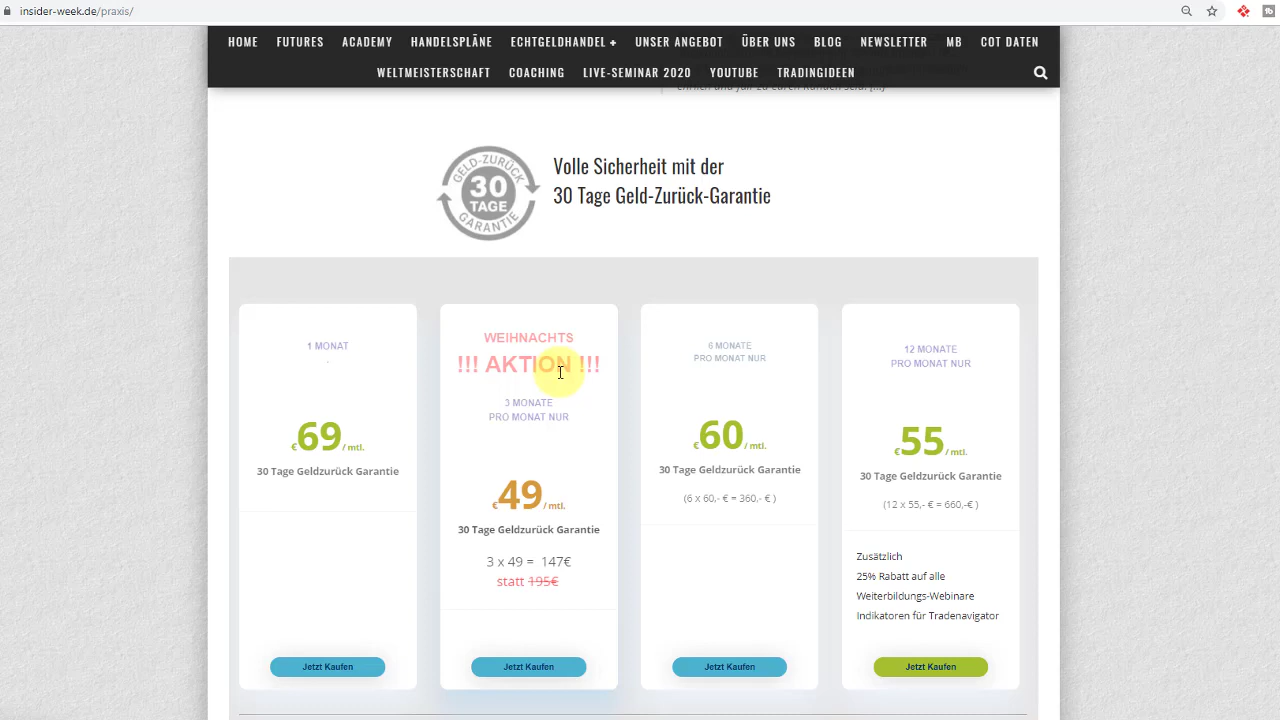 insider-week.de/praxis/
HOME FUTURES ACADEMY HANDELSPLÄNE ECHTGELDHANDEL + UNSER ANGEBOT ÜBER UNS BLOG NEWSLETTER MB COT DATEN
WELTMEISTERSCHAFT COACHING LIVE-SEMINAR 2020 YOUTUBE TRADINGIDEEN
GELD-ZURÜCK
30
TAGE
GARANTIE
Volle Sicherheit mit der
30 Tage Geld-Zurück-Garantie
1 MONAT
.
€69/ mtl.
30 Tage Geldzurück Garantie
Jetzt Kaufen
WEIHNACHTS
!!! AKTION !!!
3 MONATE
PRO MONAT NUR
€49/ mtl.
30 Tage Geldzurück Garantie
3 x 49 = 147€
statt 195€
Jetzt Kaufen
6 MONATE
PRO MONAT NUR
€60/ mtl.
30 Tage Geldzurück Garantie
(6 x 60,- € = 360,- € )
Jetzt Kaufen
12 MONATE
PRO MONAT NUR
€55/ mtl.
30 Tage Geldzurück Garantie
(12 x 55,- € = 660,-€ )
Zusätzlich
25% Rabatt auf alle
Weiterbildungs-Webinare
Indikatoren für Tradenavigator
Jetzt Kaufen